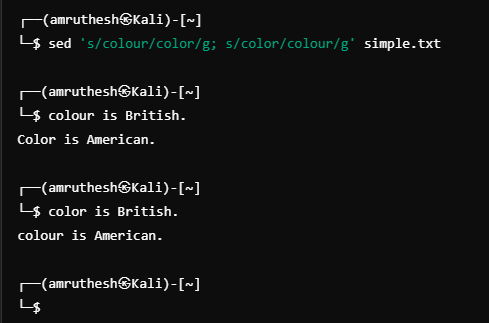 ┌──(amruthesh㉿Kali)-[~]
└─$ sed 's/colour/color/g; s/color/colour/g' simple.txt
┌──(amruthesh㉿Kali)-[~]
└─$ colour is British.
Color is American.
┌──(amruthesh㉿Kali)-[~]
└─$ color is British.
colour is American.
┌──(amruthesh㉿Kali)-[~]
└─$